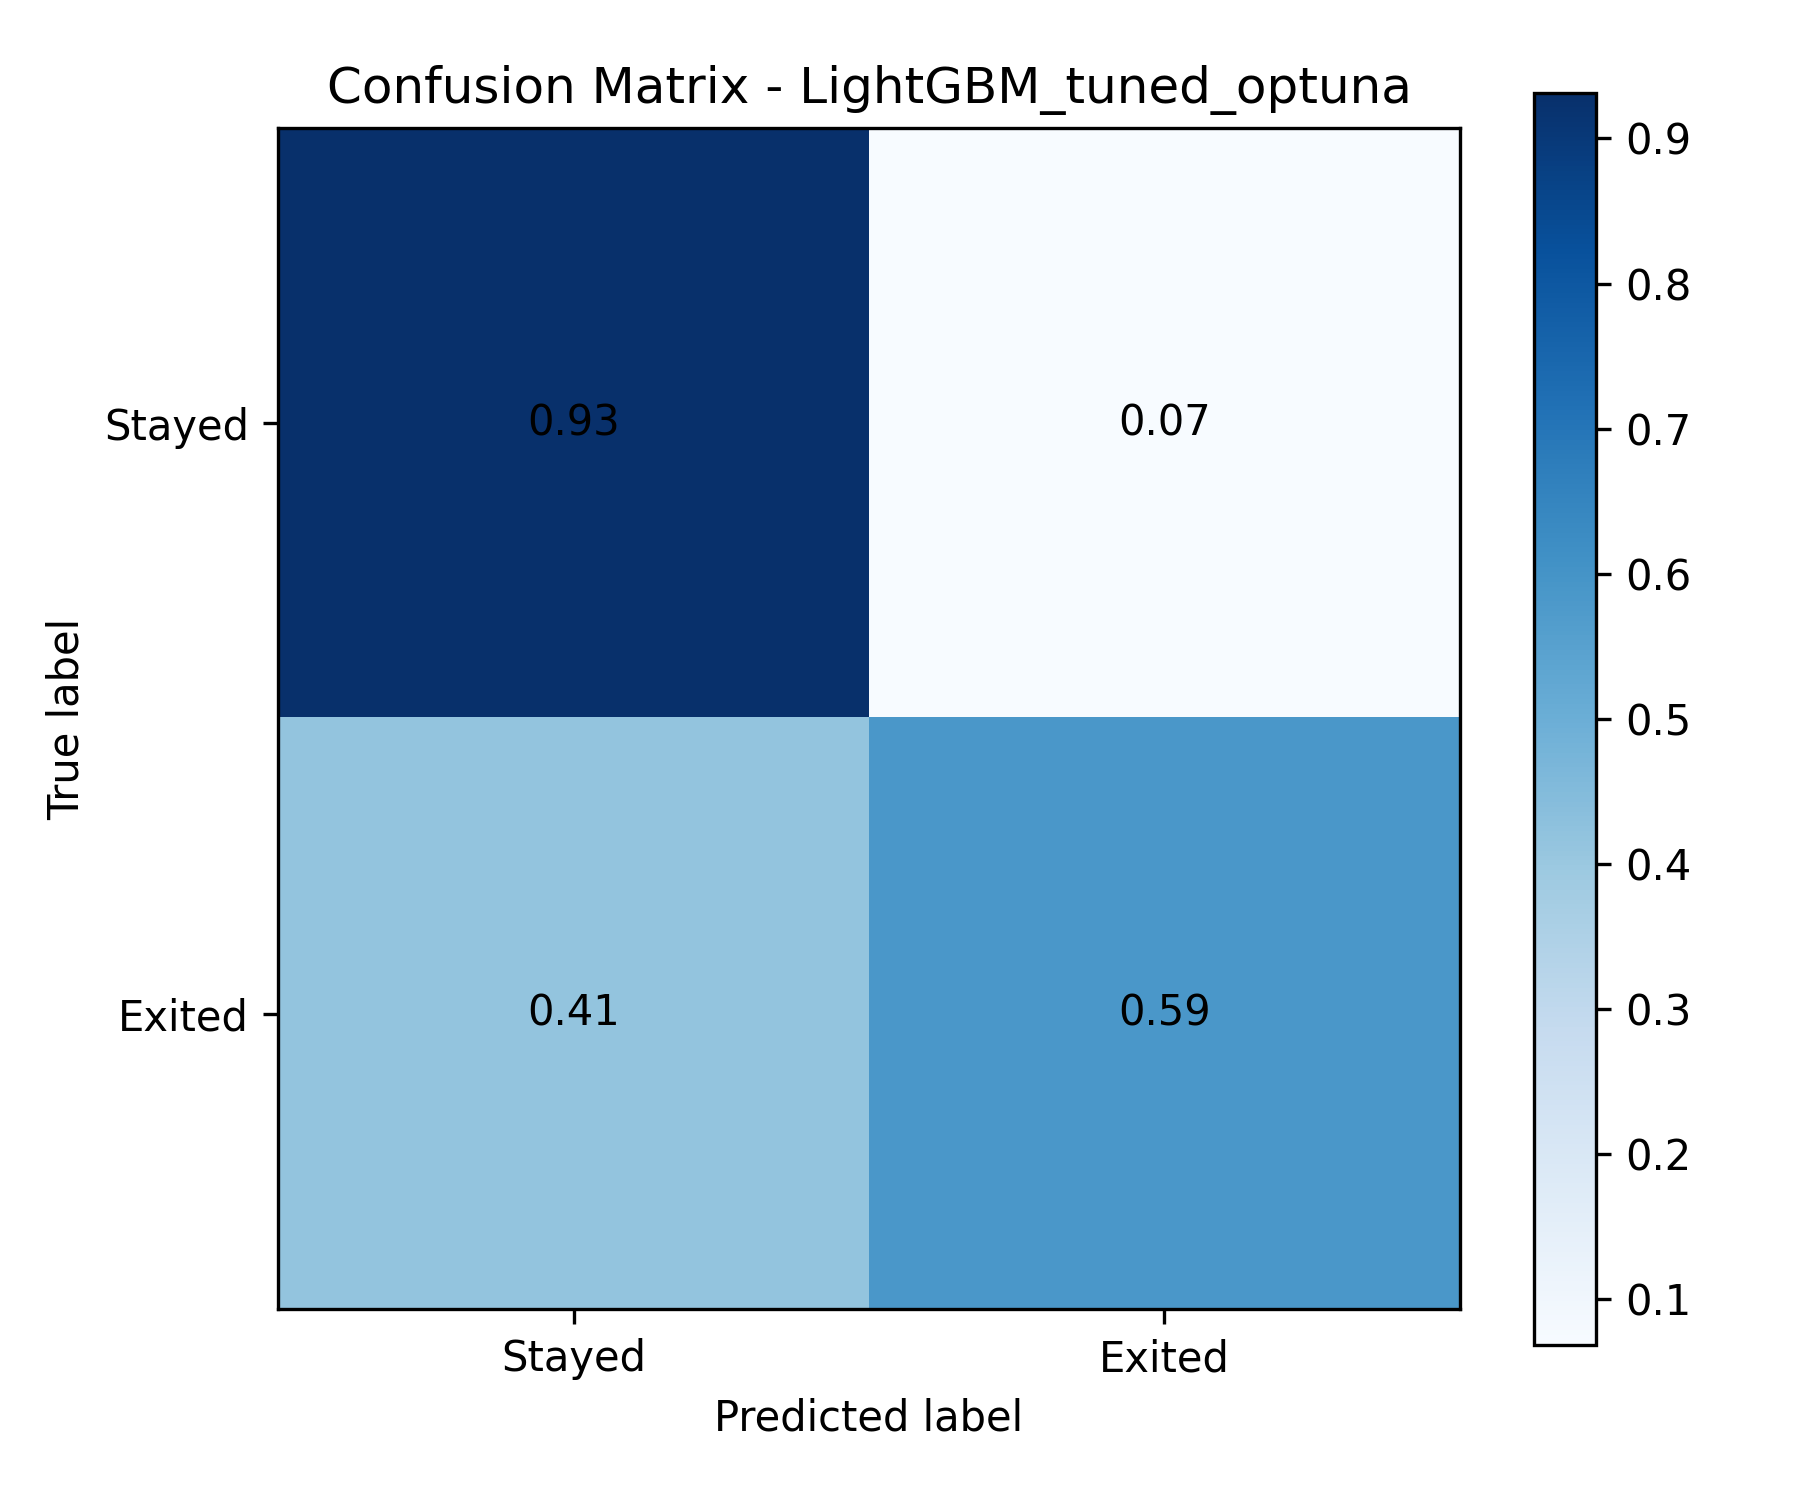 Confusion Matrix - LightGBM_tuned_optuna
0.9
0.8
0.7
0.6
0.5
0.4
0.3
0.2
0.1
True label
Stayed
0.93 0.07
Exited
0.41 0.59
Stayed Exited
Predicted label